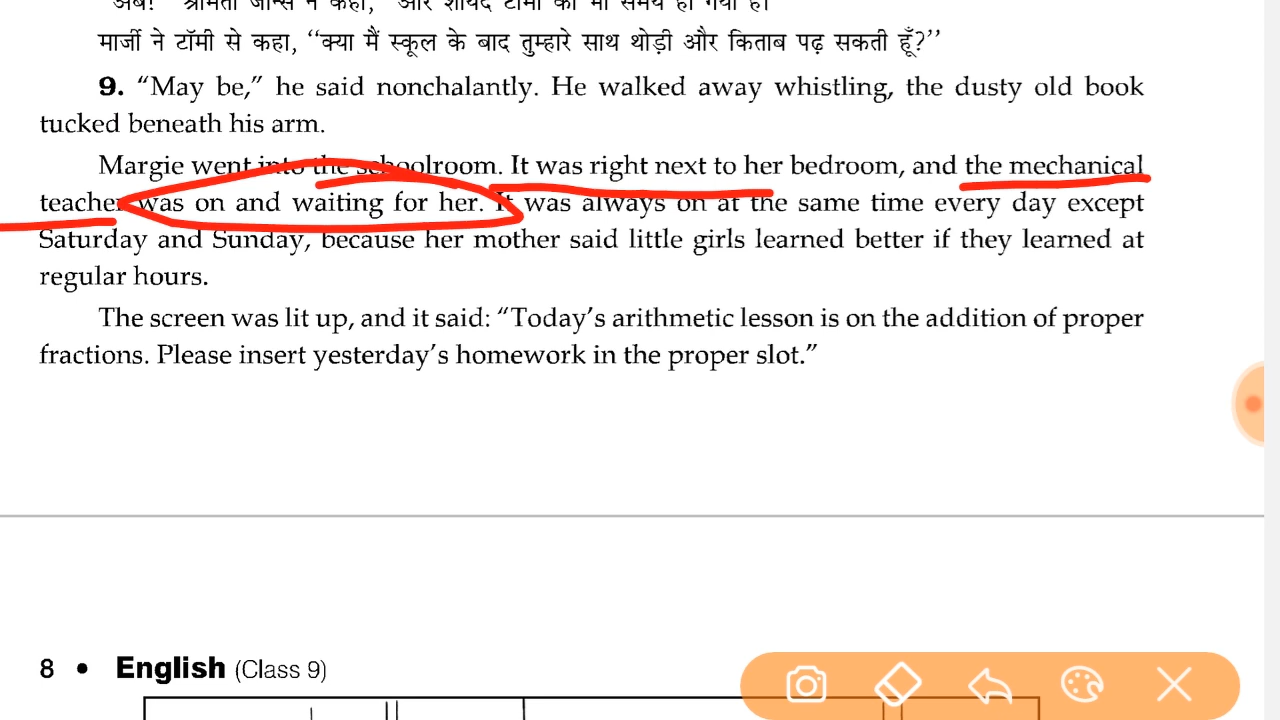 मार्जी ने टॉमी से कहा, “क्या मैं स्कूल के बाद तुम्हारे साथ थोड़ी और किताब पढ़ सकती हूँ?”
9. “May be,” he said nonchalantly. He walked away whistling, the dusty old book
tucked beneath his arm.
Margie went into the schoolroom. It was right next to her bedroom, and the mechanical
teacher was on and waiting for her. It was always on at the same time every day except
Saturday and Sunday, because her mother said little girls learned better if they learned at
regular hours.
The screen was lit up, and it said: “Today’s arithmetic lesson is on the addition of proper
fractions. Please insert yesterday’s homework in the proper slot.”
8 • English (Class 9)